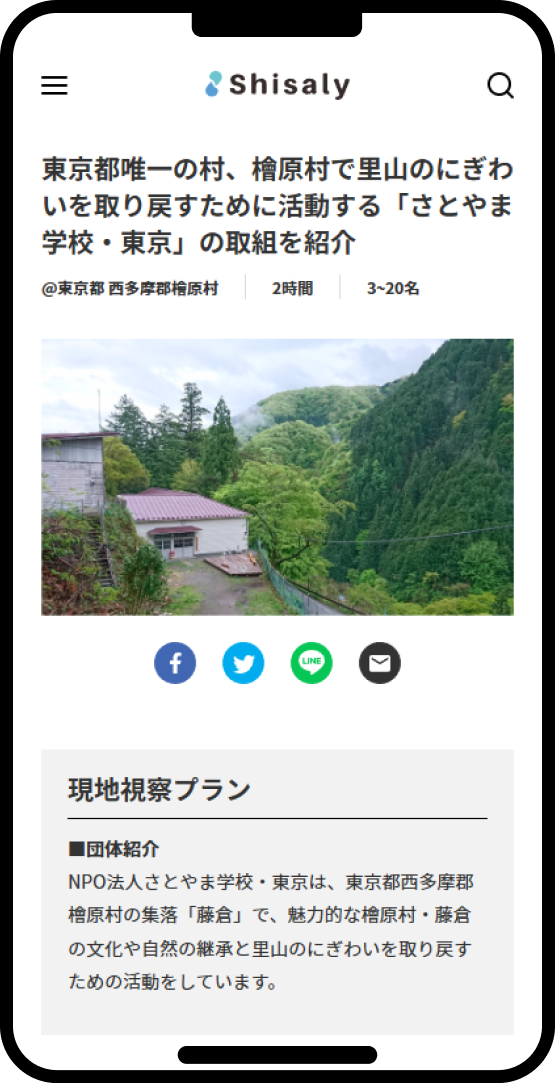 Shisaly
東京都唯一の村、檜原村で里山のにぎわ
いを取り戻すために活動する「さとやま
学校・東京」の取組を紹介
@東京都 西多摩郡檜原村 2時間 3~20名
LINE
現地視察プラン
■団体紹介
NPO法人さとやま学校・東京は、東京都西多摩郡
檜原村の集落「藤倉」で、魅力的な檜原村・藤倉
の文化や自然の継承と里山のにぎわいを取り戻す
ための活動をしています。